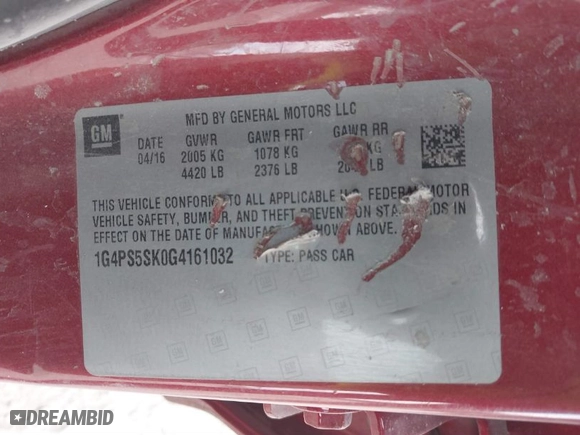 GM
MFD BY GENERAL MOTORS LLC
DATE GVWR GAWR FRT GAWR RR
04/16 2005 KG 1078 KG KG
4420 LB 2376 LB LB
THIS VEHICLE CONFORMS TO ALL APPLICABLE U.S. FEDERAL MOTOR
VEHICLE SAFETY, BUMPER, AND THEFT PREVENTION STANDARDS IN
EFFECT ON THE DATE OF MANUFACTURE SHOWN ABOVE.
1G4PS5SK0G4161032 TYPE: PASS CAR
DREAMBID